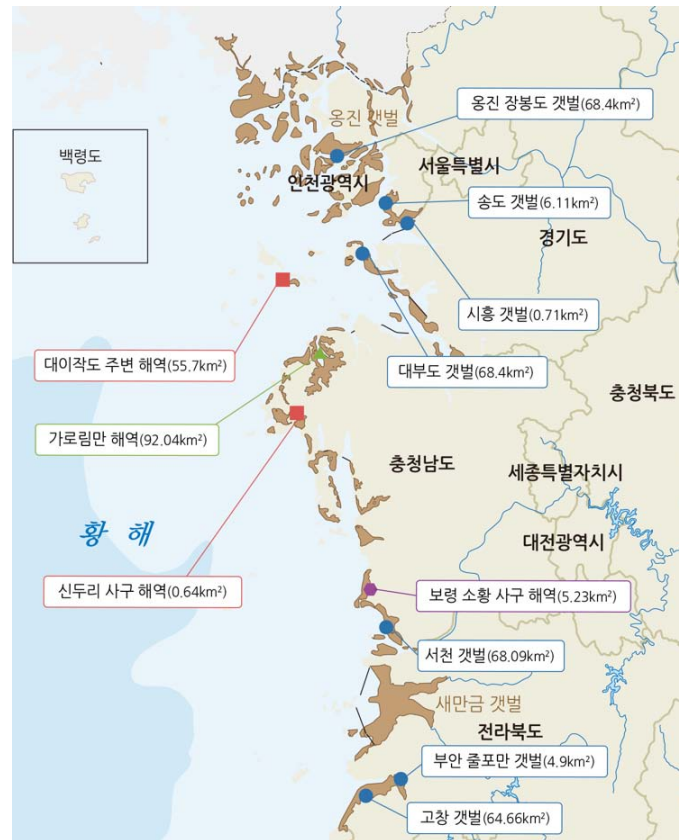 옹진 장봉도 갯벌(68.4km²)
옹진 갯벌
백령도
서울특별시
인천광역시
송도 갯벌(6.11km²)
경기도
시흥 갯벌(0.71km²)
대이작도 주변 해역(55.7km²)
대부도 갯벌(68.4km²)
충청북도
가로림만 해역(92.04km²)
충청남도
세종특별자치시
황 해
대전광역시
신두리 사구 해역(0.64km²)
보령 소황 사구 해역(5.23km²)
서천 갯벌(68.09km²)
새만금 갯벌
전라북도
부안 줄포만 갯벌(4.9km²)
고창 갯벌(64.66km²)